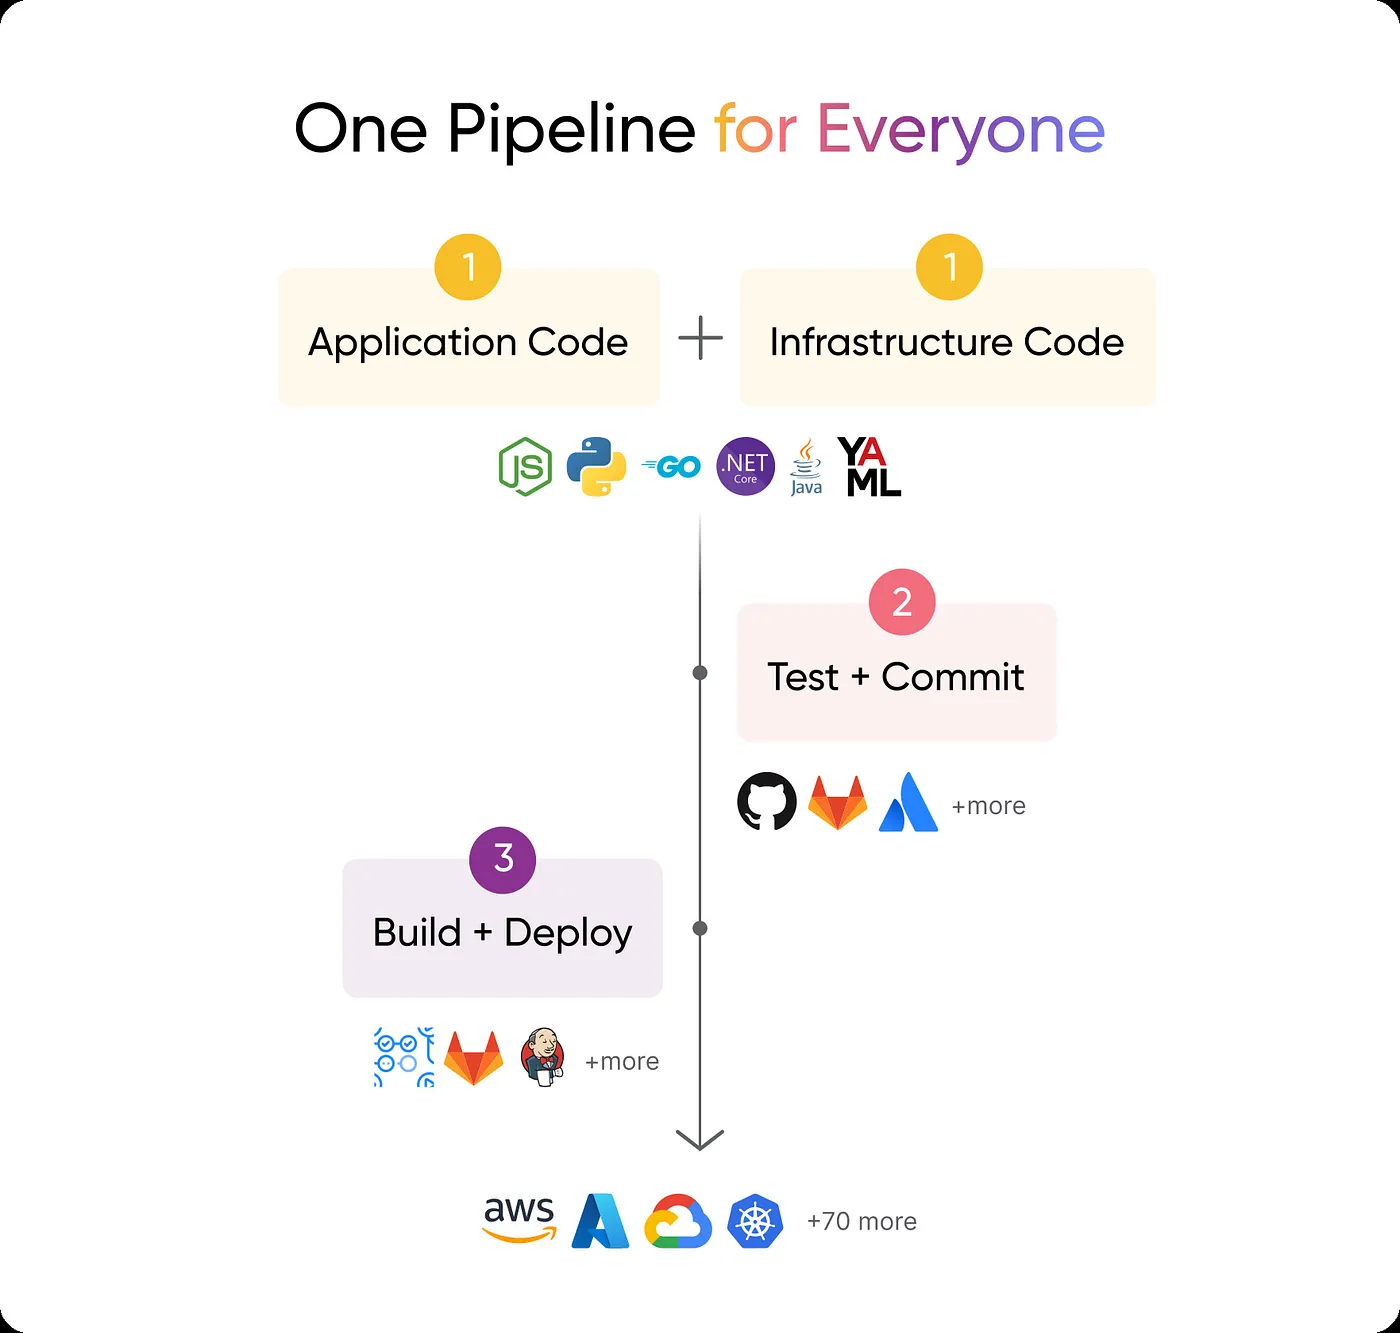 One Pipeline for Everyone
1
1
Application Code
+
Infrastructure Code
JS
GO
.NET
Core
Java
YA
ML
2
Test + Commit
+more
3
Build + Deploy
+more
aws
+70 more